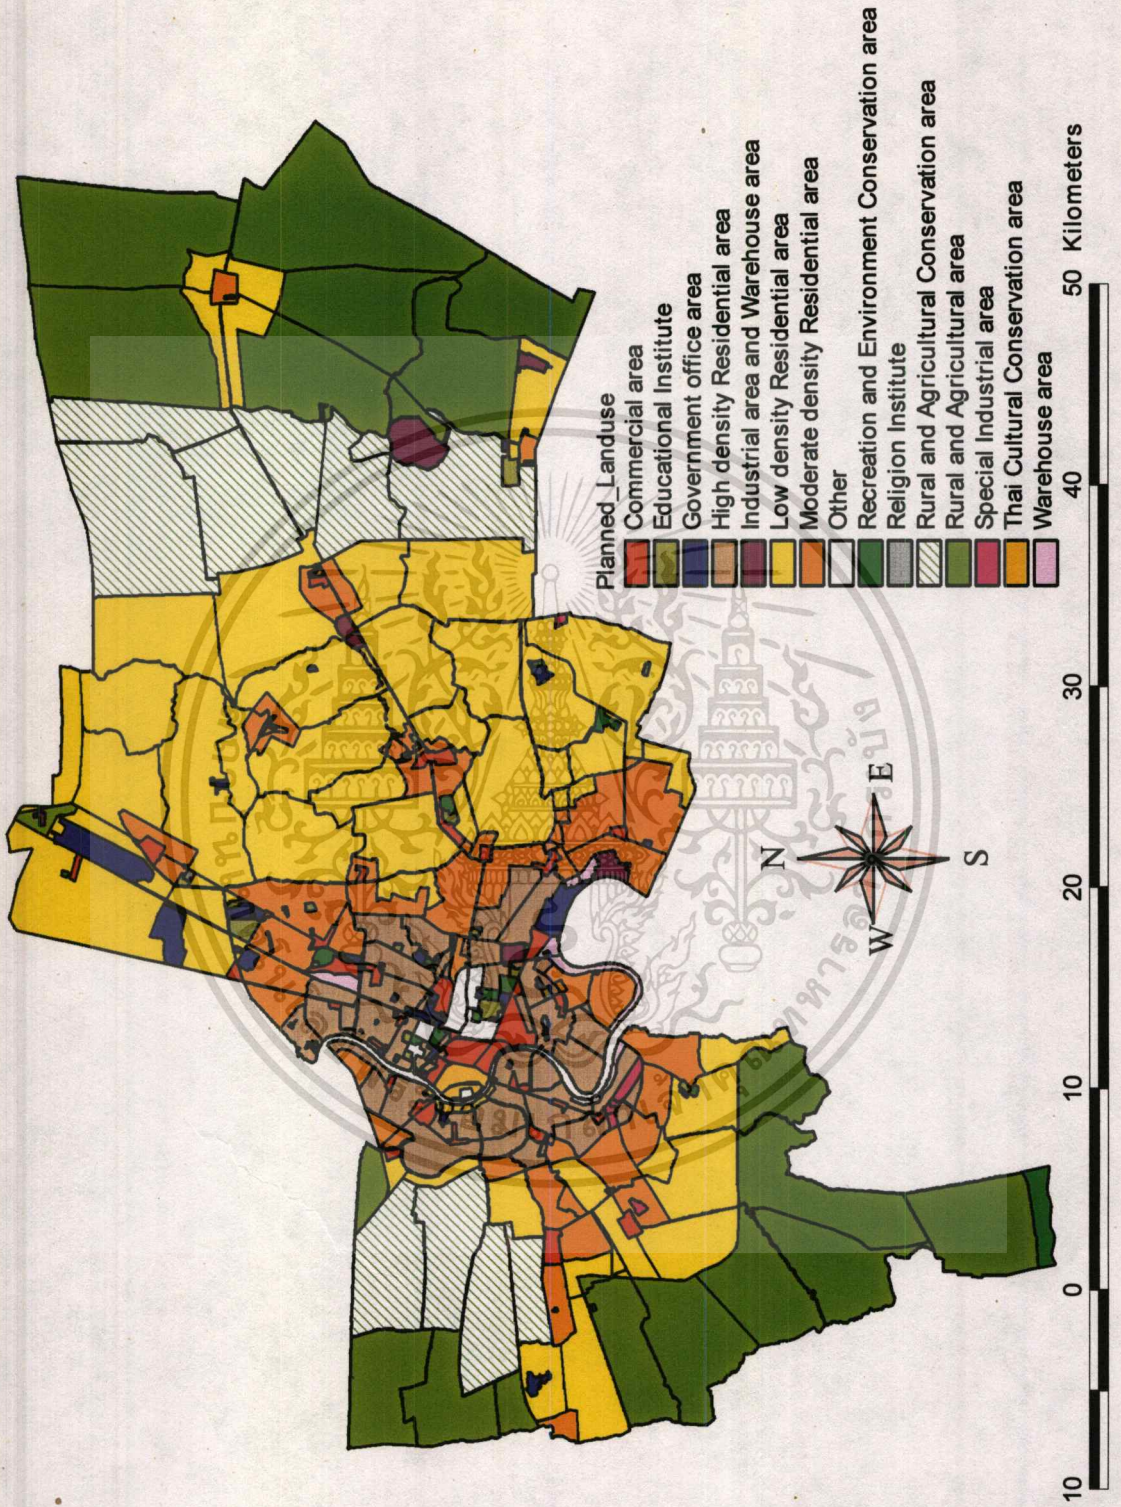 Planned_Landuse
Commercial area
Educational Institute
Government office area
High density Residential area
Industrial area and Warehouse area
Low density Residential area
Moderate density Residential area
Other
Recreation and Environment Conservation area
Religion Institute
Rural and Agricultural Conservation area
Rural and Agricultural area
Special Industrial area
Thai Cultural Conservation area
Warehouse area
N
W
E
S
10 0 10 20 30 40 50 Kilometers